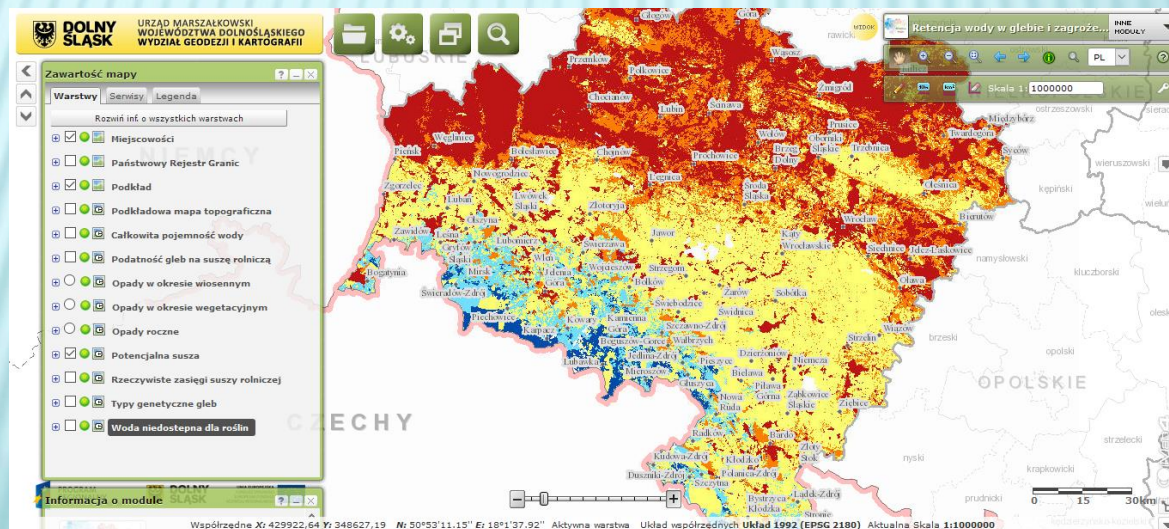 DOLNY
ŚLĄSK
URZĄD MARSZAŁKOWSKI
WOJEWÓDZTWA DOLNOŚLĄSKIEGO
WYDZIAŁ GEODEZJI I KARTOGRAFII
WIDOK
Retencja wody w glebie i zagroże...
INNE
MODUŁY
PL
Skala 1: 1000000
Zawartość mapy
Warstwy Serwisy Legenda
Rozwiń inf. o wszystkich warstwach
Miejscowości
Państwowy Rejestr Granic
Podkład
Podkładowa mapa topograficzna
Całkowita pojemność wody
Podatność gleb na suszę rolniczą
Opady w okresie wiosennym
Opady w okresie wegetacyjnym
Opady roczne
Potencjalna susza
Rzeczywiste zasięgi suszy rolniczej
Typy genetyczne gleb
Woda niedostepna dla roślin
Informacja o module
LUBUSKIE
NIEMCY
CZECHY
OPOLSKIE
Głogów
Góra
Wąsosz
Przemków
Polkowice
Żmigród
Chocianów
Lubin
Ścinawa
Międzybórz
Węgliniec
Wołów
Prusice
Oborniki
Śląskie
Twardogóra
Syców
Pieńsk
Bolesławiec
Chojnów
Prochowice
Brzeg
Dolny
Trzebnica
Nowogrodziec
Legnica
Oleśnica
Zgorzelec
Lubań
Lwówek
Śląski
Złotoryja
Środa
Śląska
Bierutów
Olszyna
Wrocław
Zawidów
Leśna
Lubomierz
Świerzawa
Jawor
Kąty
Wrocławskie
Siechnice
Jelcz-Laskowice
Gryfów
Śląski
Wleń
Bogatynia
Mirsk
Jelenia
Góra
Wojcieszów
Strzegom
Bolków
Oława
Świeradów-Zdrój
Żarów
Sobótka
Świebodzice
Świdnica
Piechowice
Karpacz
Kowary
Kamienna
Góra
Szczawno-Zdrój
Wiązów
Boguszów-Gorce
Wałbrzych
Strzelin
Lubawka
Jedlina-Zdrój
Mieroszów
Pieszyce
Dzierżoniów
Niemcza
Głuszyca
Bielawa
Piława
Górna
Nowa
Ruda
Ząbkowice
Śląskie
Ziębice
Radków
Bardo
Złoty
Stok
Kudowa-Zdrój
Kłodzko
Duszniki-Zdrój
Polanica-Zdrój
Szczytna
Bystrzyca
Kłodzka
Lądek-Zdrój
Stronie
ostrzeszowski
wieruszowski
kępiński
namysłowski
kluczborski
brzeski
opolski
strzelecki
nyski
krapkowicki
prudnicki
0 15 30km
Współrzędne X: 429922,64 Y: 348627,19 N: 50°53'11.15" E: 18°1'37.92" Aktywna warstwa Układ współrzędnych Układ 1992 (EPSG 2180) Aktualna Skala 1:1000000